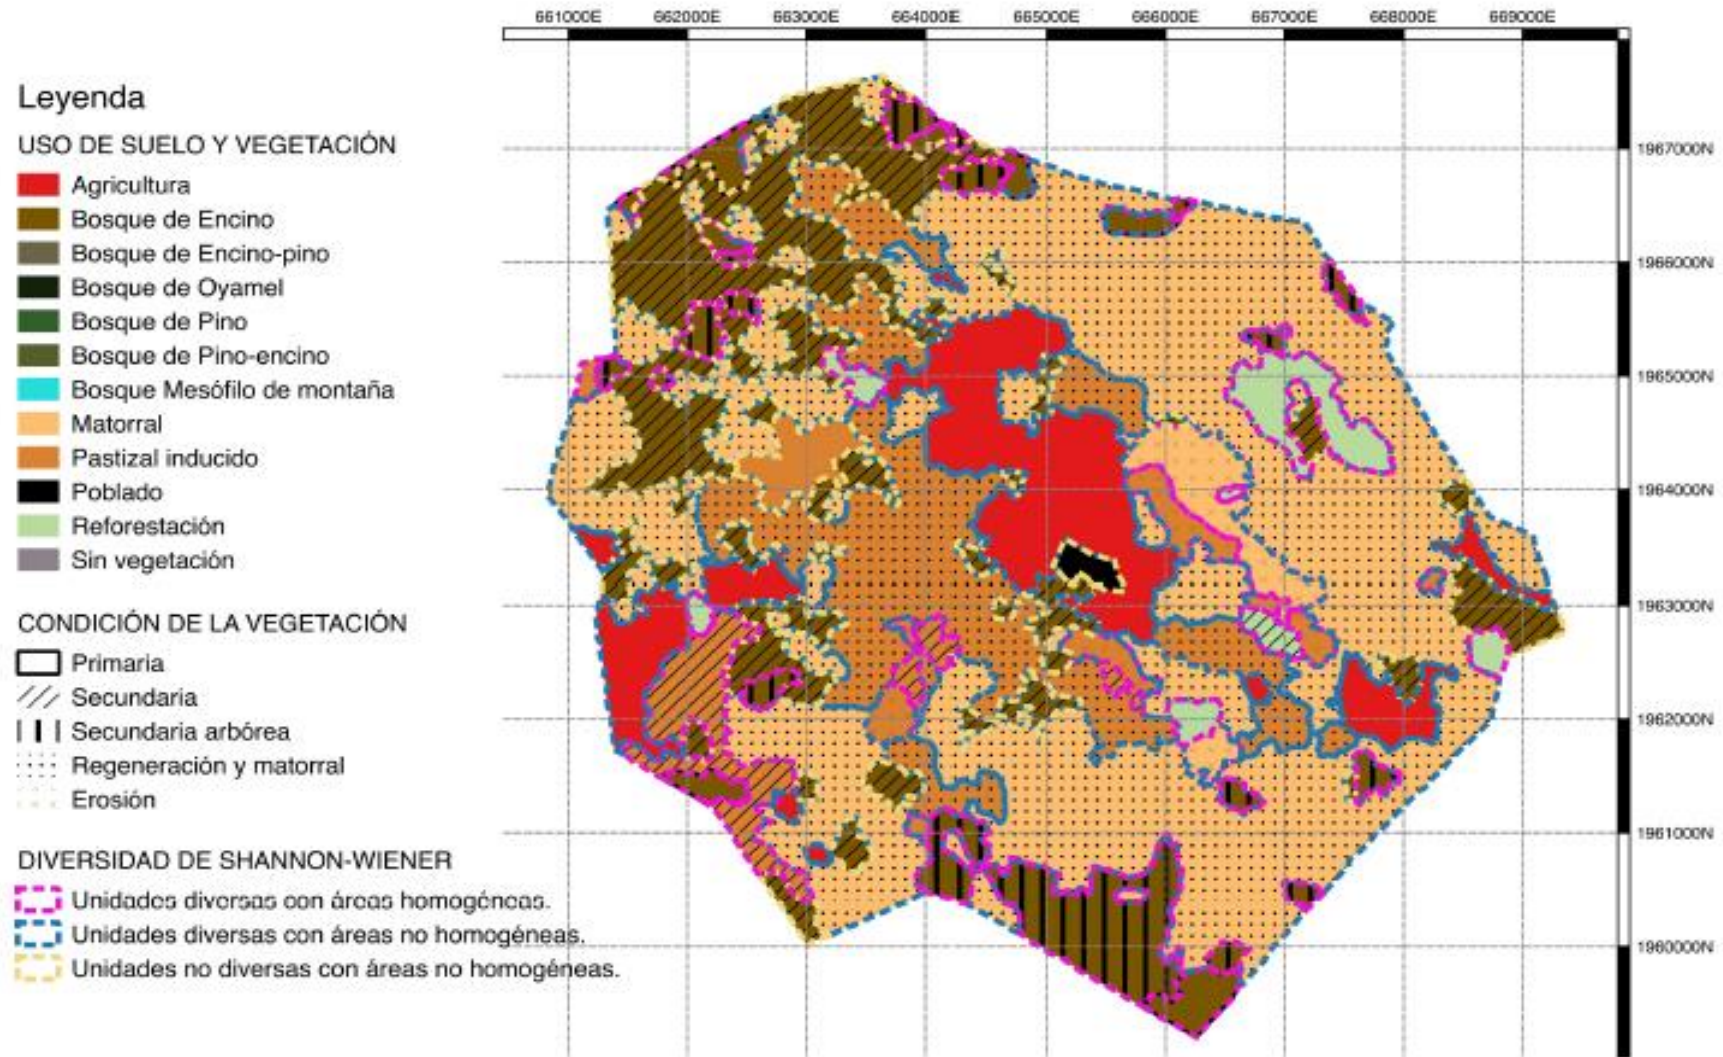 661000E 662000E 663000E 664000E 665000E 666000E 667000E 668000E 669000E
Leyenda
USO DE SUELO Y VEGETACIÓN
Agricultura
Bosque de Encino
Bosque de Encino-pino
Bosque de Oyamel
Bosque de Pino
Bosque de Pino-encino
Bosque Mesófilo de montaña
Matorral
Pastizal inducido
Poblado
Reforestación
Sin vegetación
CONDICIÓN DE LA VEGETACIÓN
Primaria
Secundaria
Secundaria arbórea
Regeneración y matorral
Erosión
DIVERSIDAD DE SHANNON-WIENER
Unidades diversas con áreas homogéneas.
Unidades diversas con áreas no homogéneas.
Unidades no diversas con áreas no homogéneas.
1967000N
1966000N
1965000N
1964000N
1963000N
1962000N
1961000N
1960000N